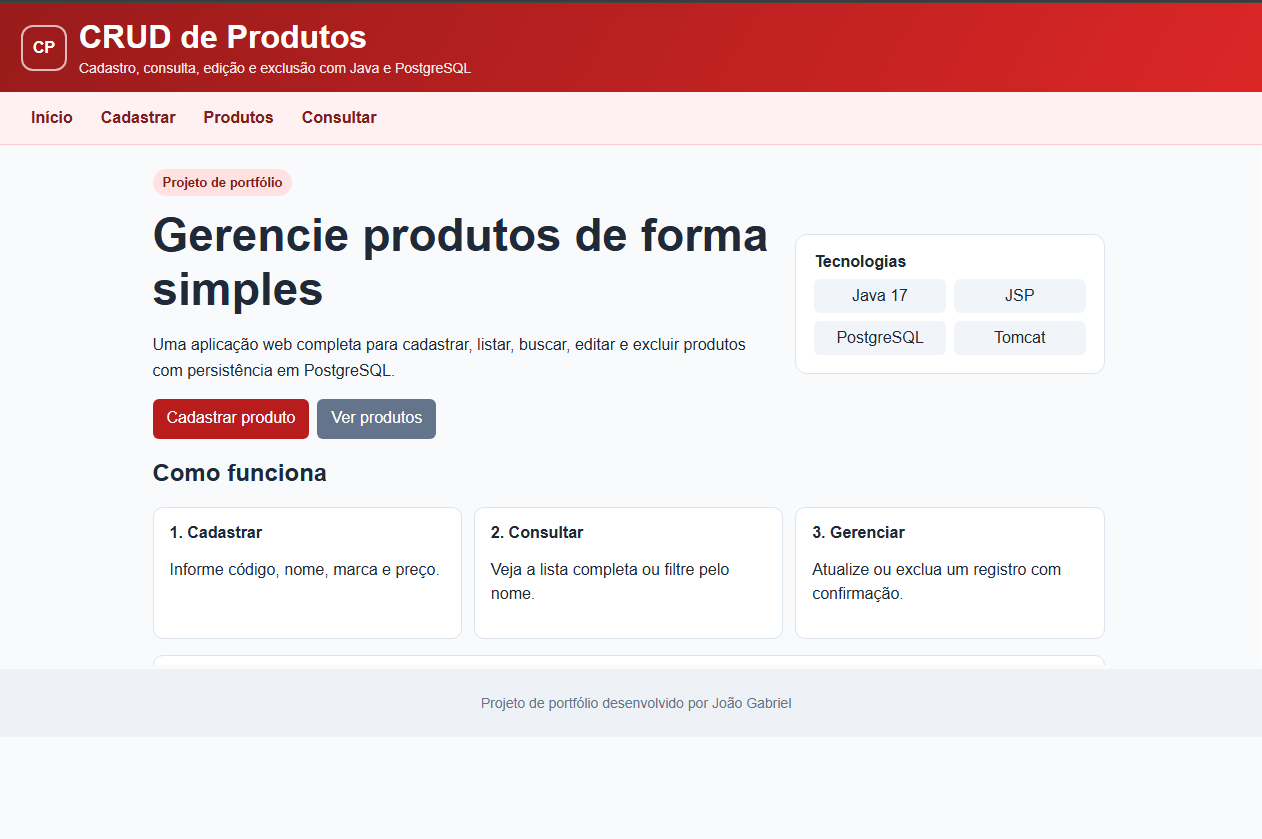 CP
CRUD de Produtos
Cadastro, consulta, edição e exclusão com Java e PostgreSQL
Início
Cadastrar
Produtos
Consultar
Projeto de portfólio
Gerencie produtos de forma
simples
Uma aplicação web completa para cadastrar, listar, buscar, editar e excluir produtos
com persistência em PostgreSQL.
Cadastrar produto
Ver produtos
Tecnologias
Java 17
JSP
PostgreSQL
Tomcat
Como funciona
1. Cadastrar
Informe código, nome, marca e preço.
2. Consultar
Veja a lista completa ou filtre pelo
nome.
3. Gerenciar
Atualize ou exclua um registro com
confirmação.
Projeto de portfólio desenvolvido por João Gabriel